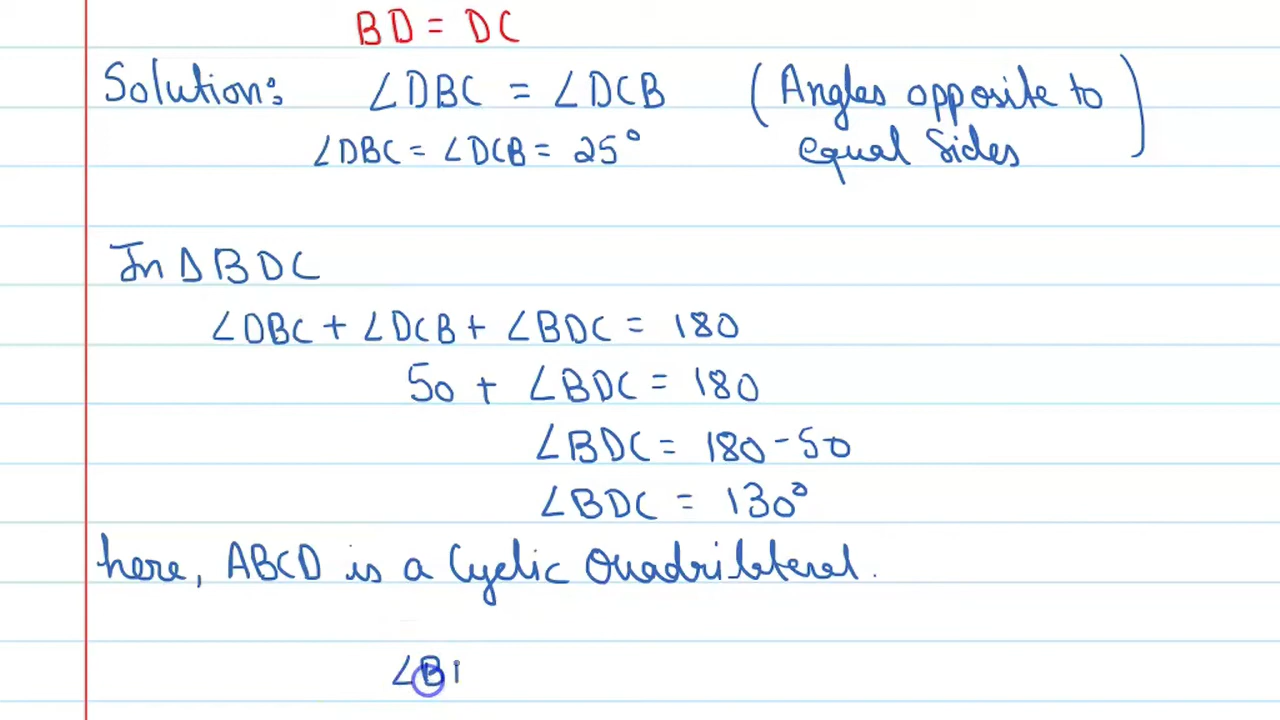 BD = DC
Solution: ∠DBC = ∠DCB (Angles opposite to
∠DBC = ∠DCB = 25° equal Sides)
In Δ BDC
∠DBC + ∠DCB + ∠BDC = 180
50 + ∠BDC = 180
∠BDC = 180 - 50
∠BDC = 130°
here, ABCD is a Cyclic Quadrilateral.
∠B